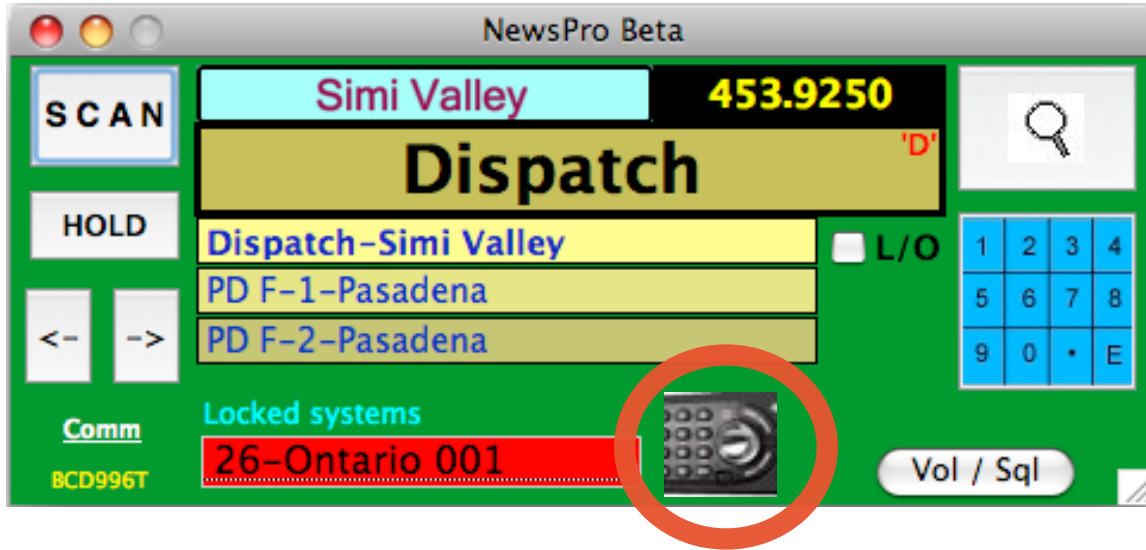 NewsPro Beta
SCAN
Simi Valley
453.9250
Dispatch
'D'
HOLD
Dispatch-Simi Valley
L/O
PD F-1-Pasadena
PD F-2-Pasadena
<-
->
1 2 3 4
5 6 7 8
9 0 • E
Comm
BCD996T
Locked systems
26-Ontario 001
Vol / Sql